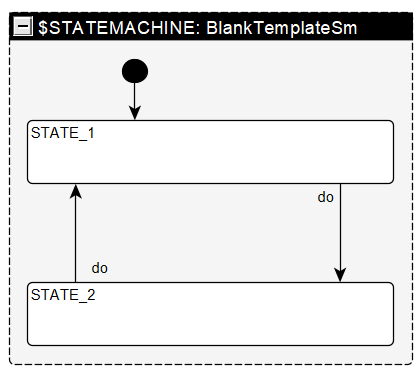 $STATEMACHINE: BlankTemplateSm
STATE_1
do
do
STATE_2